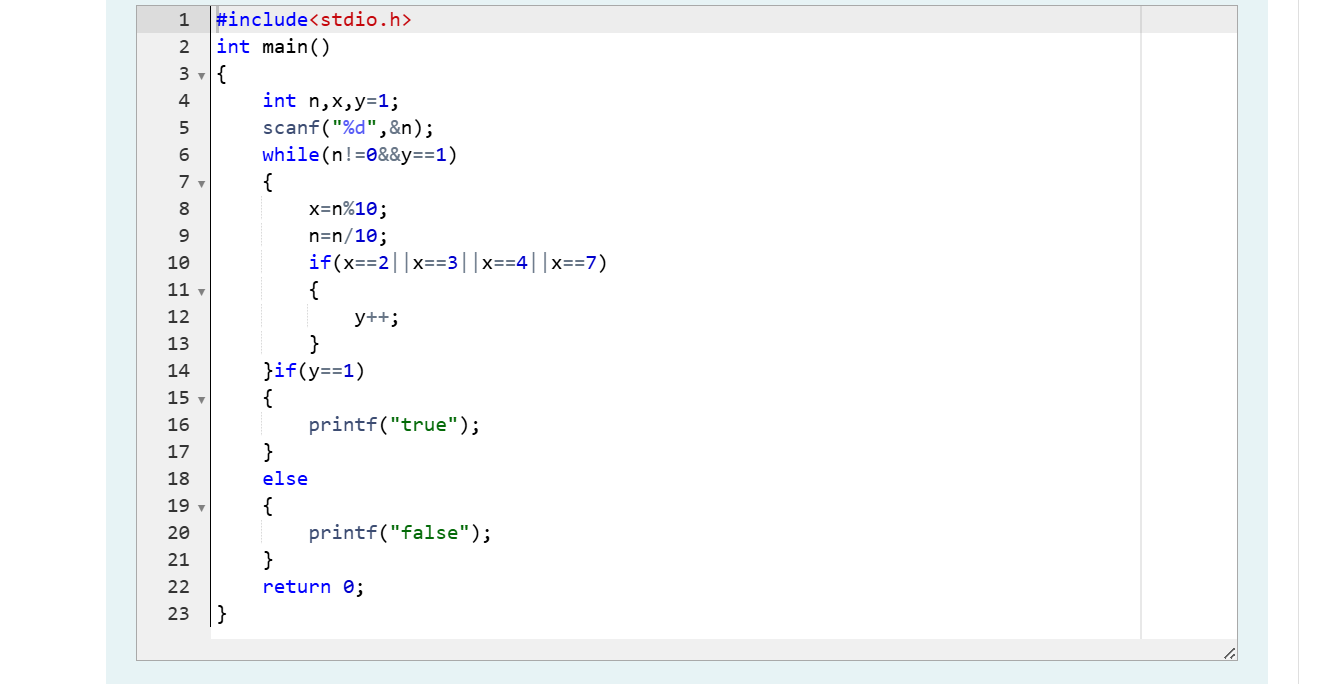 1 #include<stdio.h>
2 int main()
3 {
4     int n,x,y=1;
5     scanf("%d",&n);
6     while(n!=0&&y==1)
7     {
8         x=n%10;
9         n=n/10;
10         if(x==2||x==3||x==4||x==7)
11         {
12             y++;
13         }
14     }if(y==1)
15     {
16         printf("true");
17     }
18     else
19     {
20         printf("false");
21     }
22     return 0;
23 }